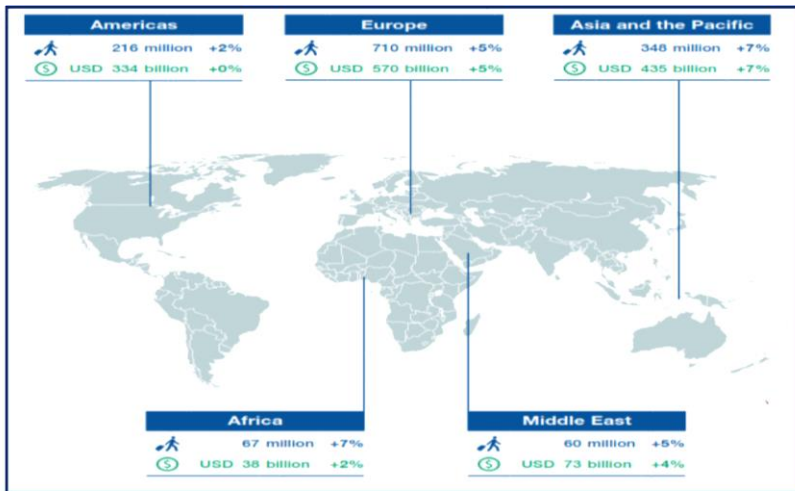 Americas
216 million +2%
USD 334 billion +0%
Europe
710 million +5%
USD 570 billion +5%
Asia and the Pacific
348 million +7%
USD 435 billion +7%
Africa
67 million +7%
USD 38 billion +2%
Middle East
60 million +5%
USD 73 billion +4%